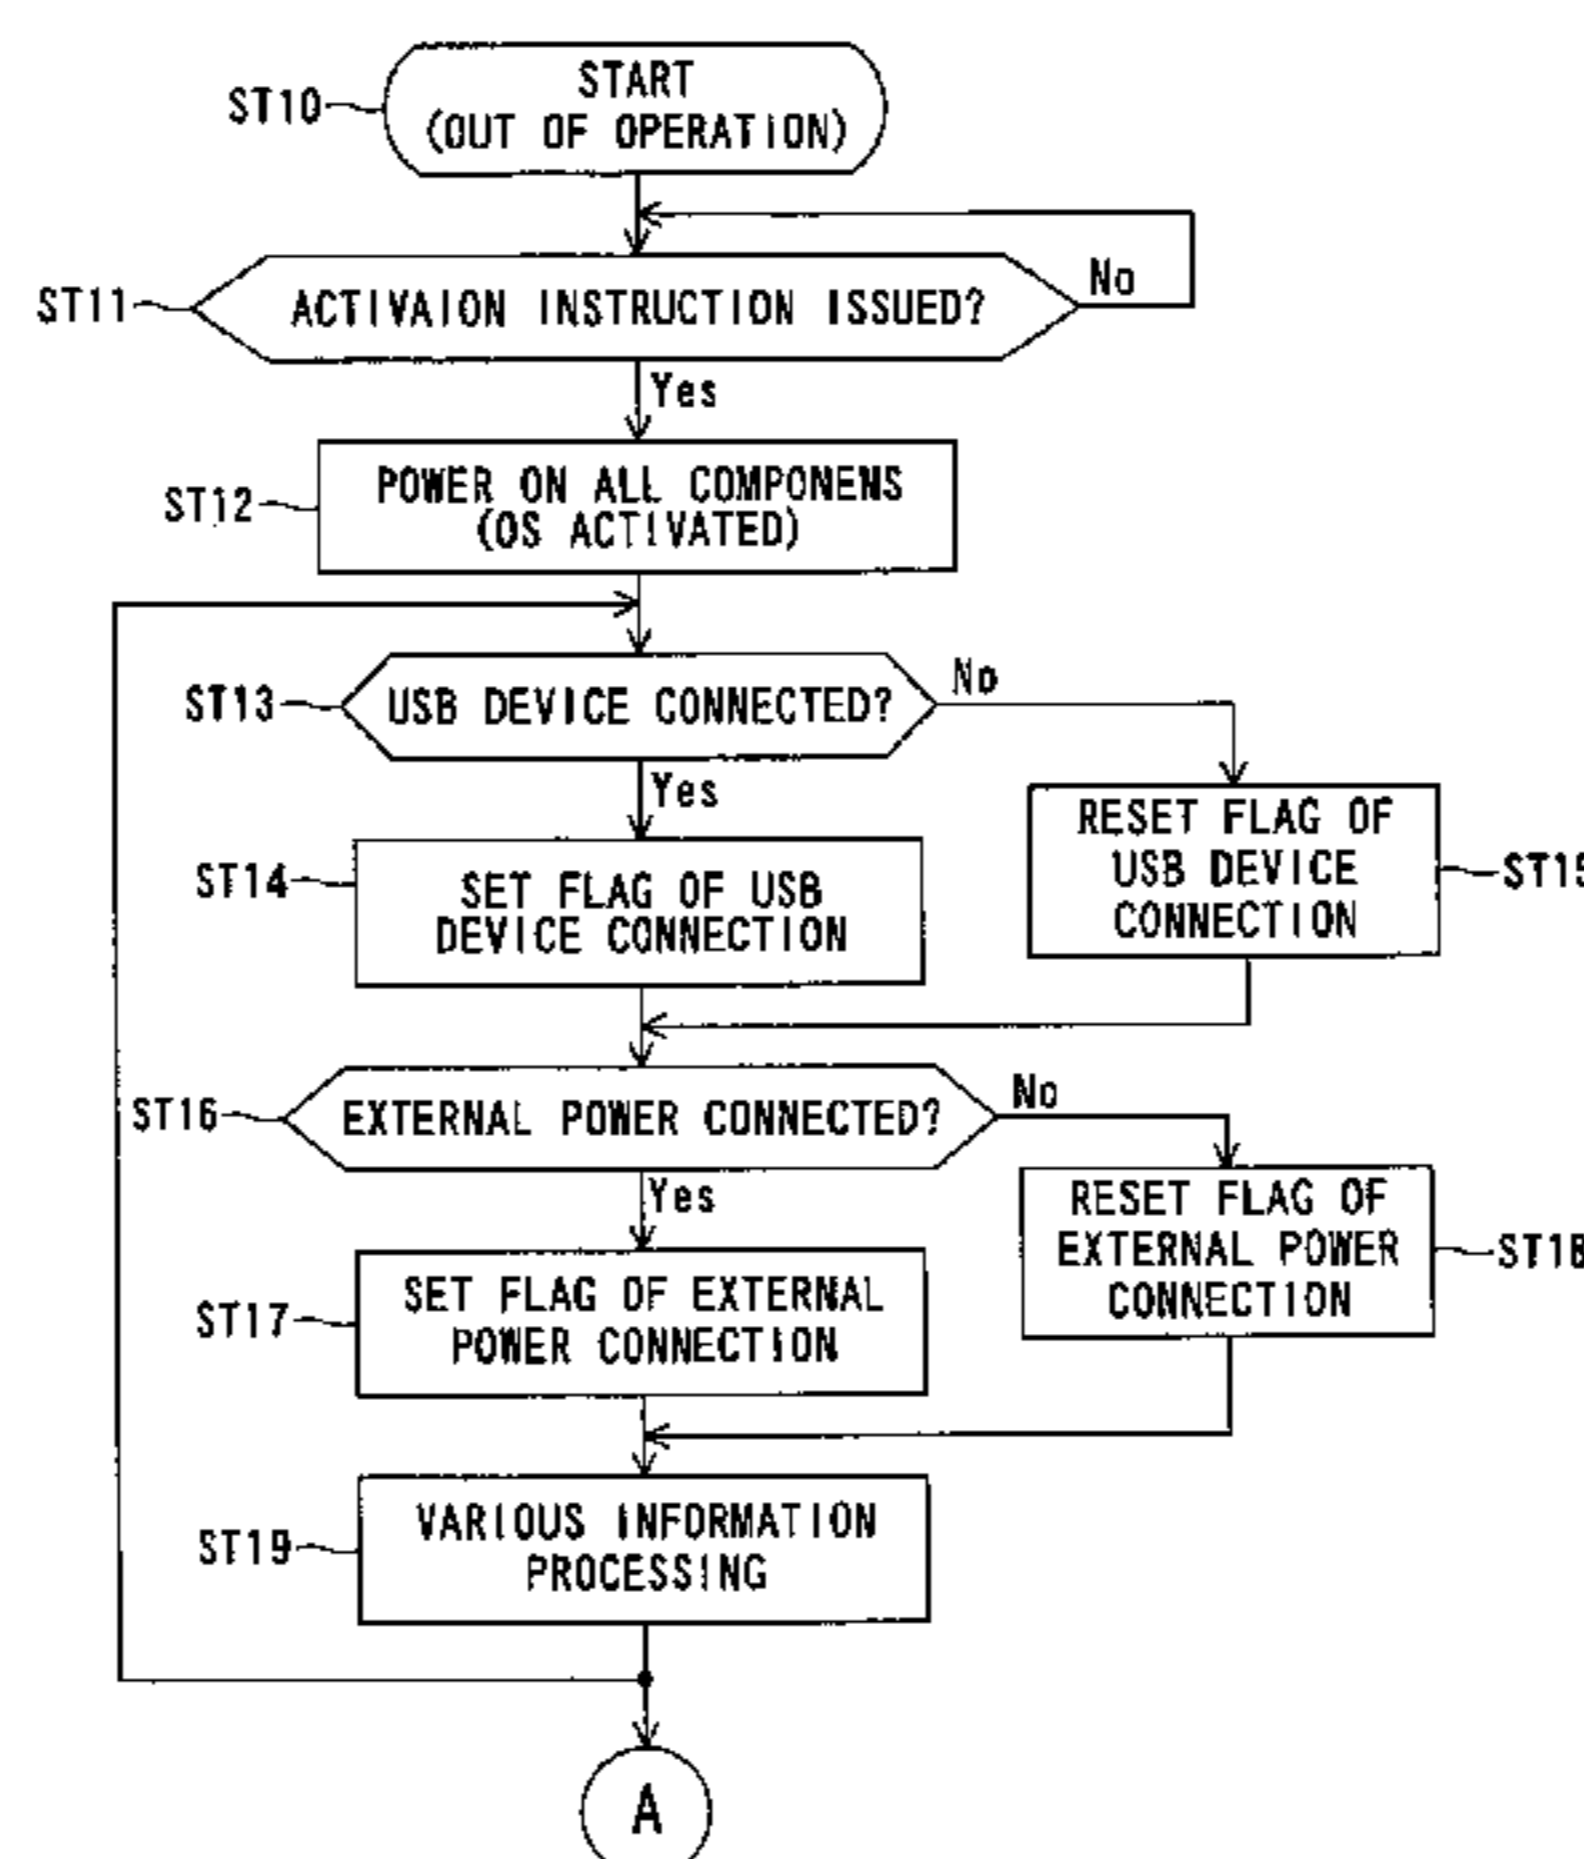 START
ST10
(OUT OF OPERATION)
No
ST11
ACTIVAION INSTRUCTION ISSUED?
Yes
POWER ON ALL COMPONENS
ST12
(OS ACTIVATED)
No
ST13
USB DEVICE CONNECTED?
Yes
RESET FLAG OF
USB DEVICE
CONNECTION
ST14
SET FLAG OF USB
DEVICE CONNECTION
No
ST16
EXTERNAL POWER CONNECTED?
Yes
RESET FLAG OF
EXTERNAL POWER
CONNECTION
ST17
SET FLAG OF EXTERNAL
POWER CONNECTION
VARIOUS INFORMATION
ST19
PROCESSING
A